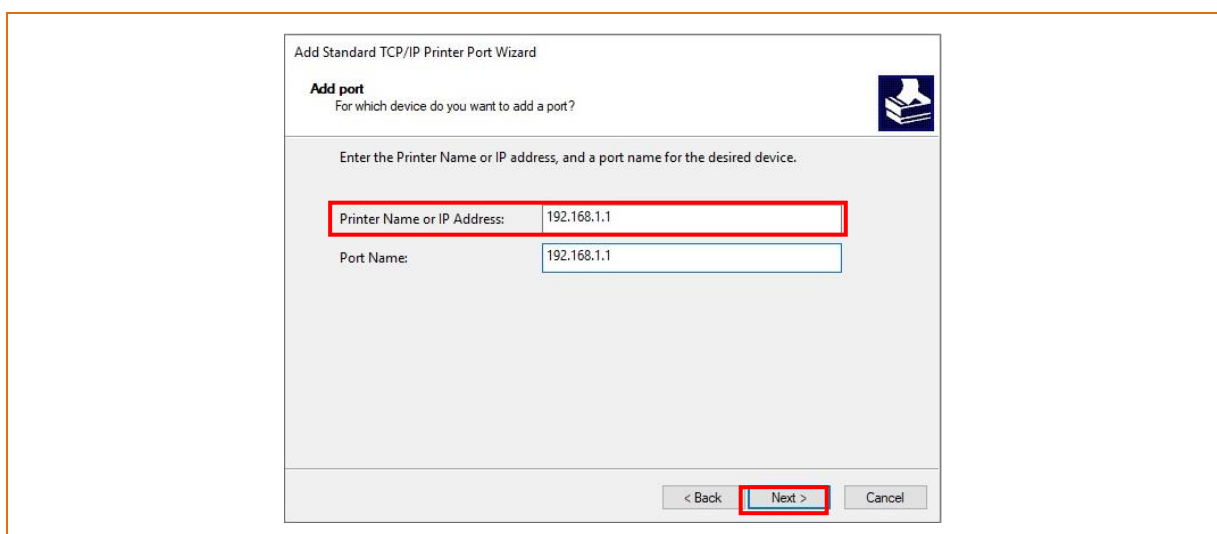 Add Standard TCP/IP Printer Port Wizard
Add port
For which device do you want to add a port?
Enter the Printer Name or IP address, and a port name for the desired device.
Printer Name or IP Address: 192.168.1.1
Port Name: 192.168.1.1
< Back Next > Cancel